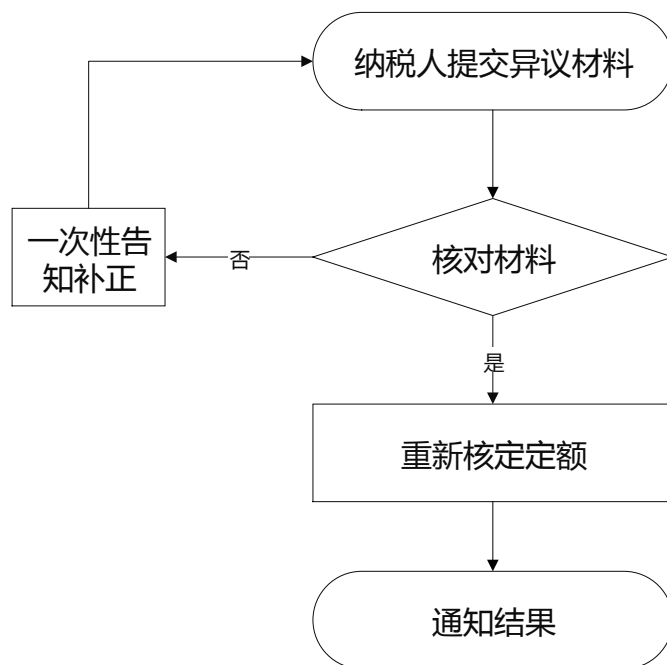 纳税人提交异议材料
一次性告
知补正
否
核对材料
是
重新核定定额
通知结果